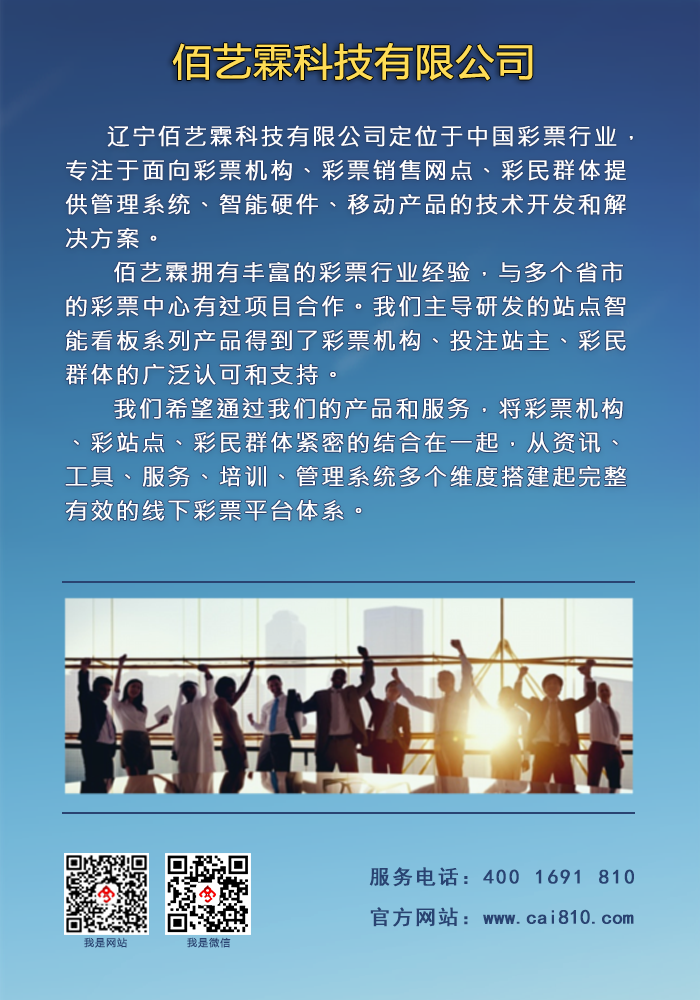 佰艺霖科技有限公司
辽宁佰艺霖科技有限公司定位于中国彩票行业，
专注于面向彩票机构、彩票销售网点、彩民群体提
供管理系统、智能硬件、移动产品的技术开发和解
决方案。
佰艺霖拥有丰富的彩票行业经验，与多个省市
的彩票中心有过项目合作。我们主导研发的站点智
能看板系列产品得到了彩票机构、投注站主、彩民
群体的广泛认可和支持。
我们希望通过我们的产品和服务，将彩票机构
、彩站点、彩民群体紧密的结合在一起，从资讯、
工具、服务、培训、管理系统多个维度搭建起完整
有效的线下彩票平台体系。
服务电话：400 1691 810
官方网站：www.cai810.com
我是网站
我是微信